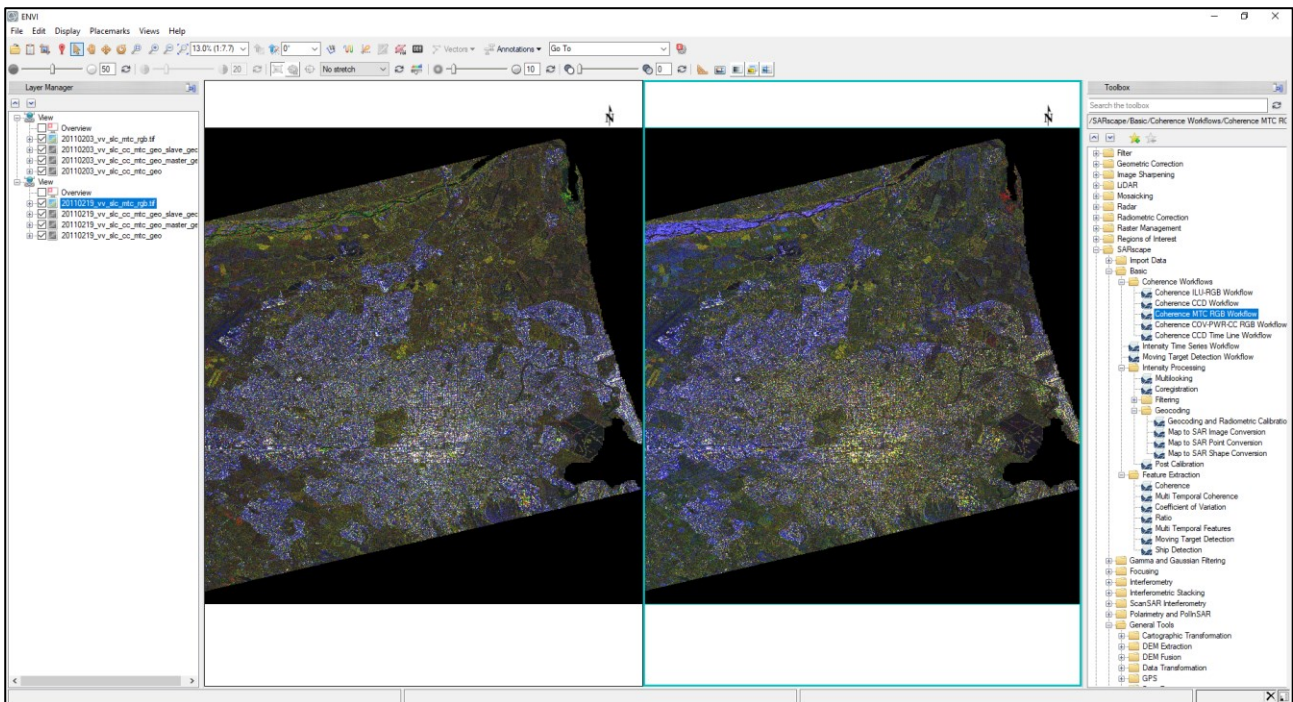 ENVI
File Edit Display Placemarks Views Help
13.0% (1:7.7) 0° Vectors Annotations Go To
50 20 No stretch 10 0
Layer Manager
View
Overview
20110203_vv_slc_mtc_rgb.tif
20110203_vv_slc_cc_mtc_geo_slave_geo
20110203_vv_slc_cc_mtc_geo_master_ge
20110203_vv_slc_cc_mtc_geo
View
Overview
20110219_vv_slc_mtc_rgb.tif
20110219_vv_slc_cc_mtc_geo_slave_geo
20110219_vv_slc_cc_mtc_geo_master_ge
20110219_vv_slc_cc_mtc_geo
N
N
Toolbox
Search the toolbox
/SARscape/Basic/Coherence Workflows/Coherence MTC RG
Filter
Geometric Correction
Image Sharpening
LiDAR
Mosaicking
Radar
Radiometric Correction
Raster Management
Regions of Interest
SARscape
Import Data
Basic
Coherence Workflows
Coherence ILU-RGB Workflow
Coherence CCD Workflow
Coherence MTC RGB Workflow
Coherence COV-PWR-CC RGB Workflow
Coherence CCD Time Line Workflow
Intensity Time Series Workflow
Moving Target Detection Workflow
Intensity Processing
Multilooking
Coregistration
Filtering
Geocoding
Geocoding and Radiometric Calibratio
Map to SAR Image Conversion
Map to SAR Point Conversion
Map to SAR Shape Conversion
Post Calibration
Feature Extraction
Coherence
Multi Temporal Coherence
Coefficient of Variation
Ratio
Multi Temporal Features
Moving Target Detection
Ship Detection
Gamma and Gaussian Filtering
Focusing
Interferometry
Interferometric Stacking
ScanSAR Interferometry
Polarimetry and PolInSAR
General Tools
Cartographic Transformation
DEM Extraction
DEM Fusion
Data Transformation
GPS